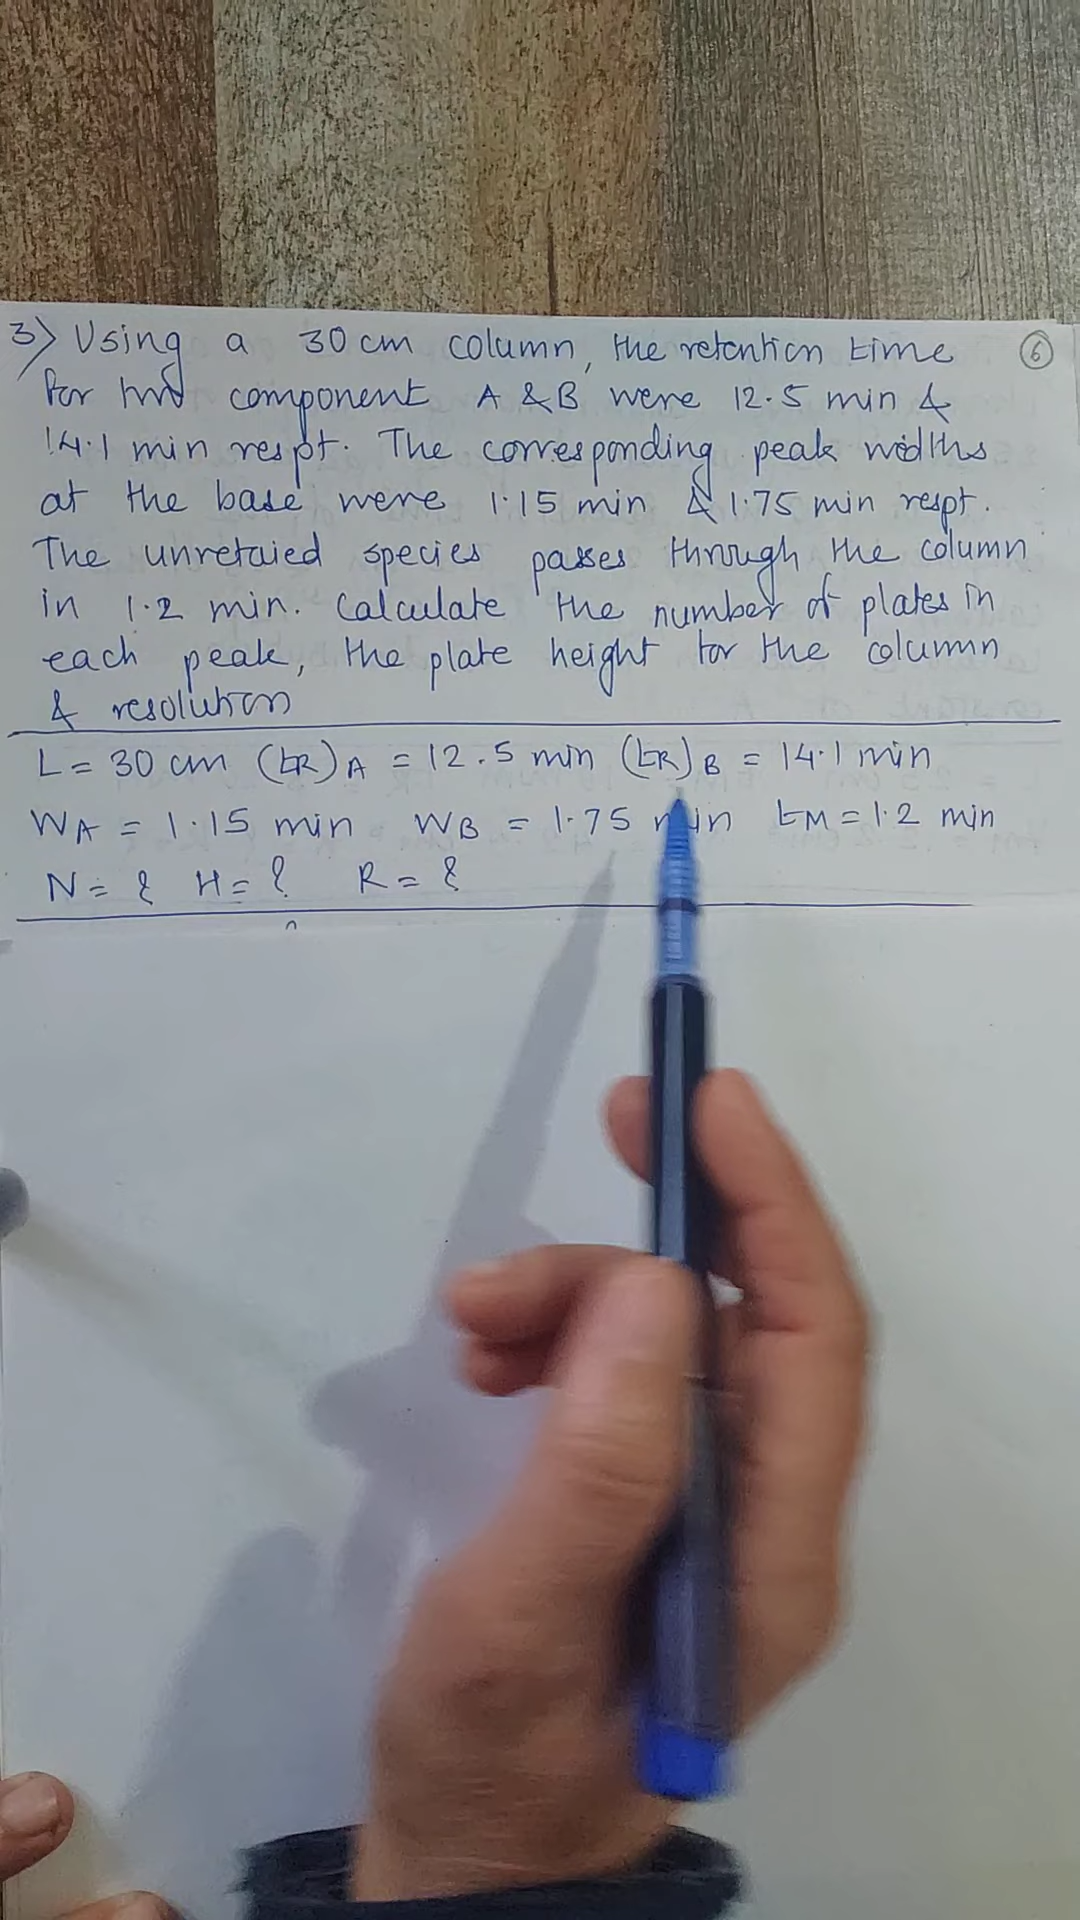 3) Using a 30 cm column, the retention time
6
for two component A & B were 12.5 min &
14.1 min respt. The corresponding peak widths
at the base were 1.15 min & 1.75 min respt.
The unretaied species passes through the column
in 1.2 min. Calculate the number of plates in
each peak, the plate height for the column
& resolution
L = 30 cm (tR)A = 12.5 min (tR)B = 14.1 min
WA = 1.15 min WB = 1.75 min tM = 1.2 min
N = ? H = ? R = ?